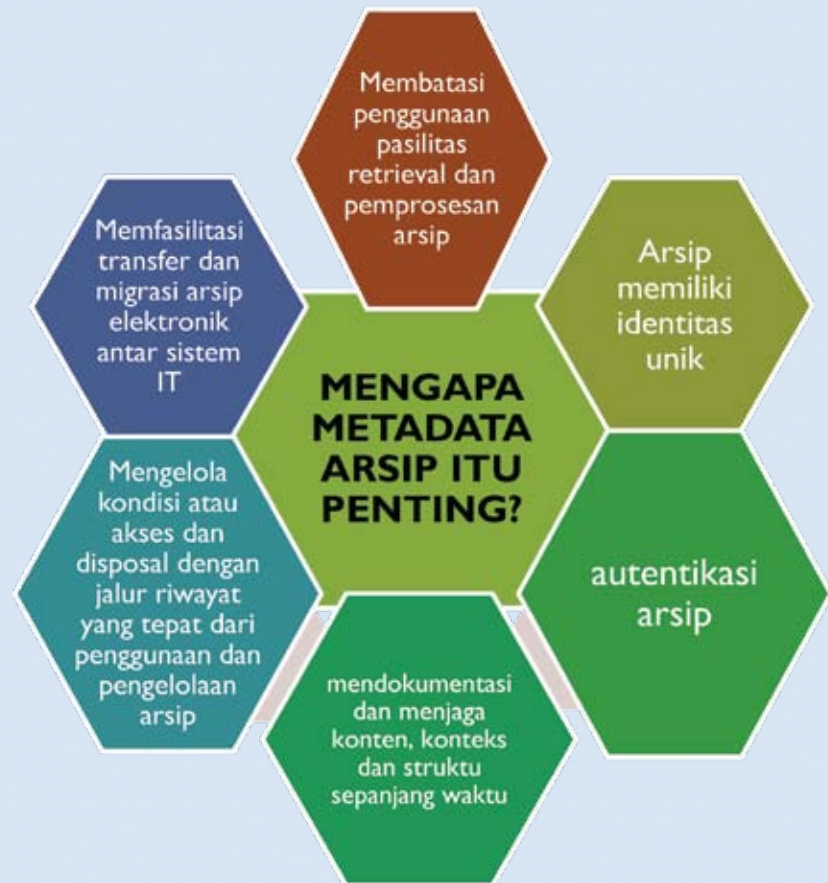 Membatasi
penggunaan
pasilitas
retrieval dan
pemprosesan
arsip
Memfasilitasi
transfer dan
migrasi arsip
elektronik
antar sistem
IT
Arsip
memiliki
identitas
unik
MENGAPA
METADATA
ARSIP ITU
PENTING?
Mengelola
kondisi atau
akses dan
disposal dengan
jalur riwayat
yang tepat dari
penggunaan dan
pengelolaan
arsip
autentikasi
arsip
mendokumentasi
dan menjaga
konten, konteks
dan struktu
sepanjang waktu